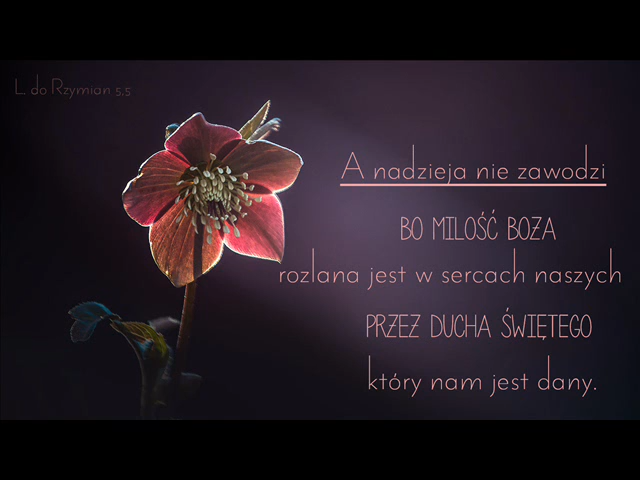 L. do Rzymian 5,5
A nadzieja nie zawodzi
BO MIŁOŚĆ BOŻA
rozlana jest w sercach naszych
PRZEZ DUCHA ŚWIĘTEGO
który nam jest dany.